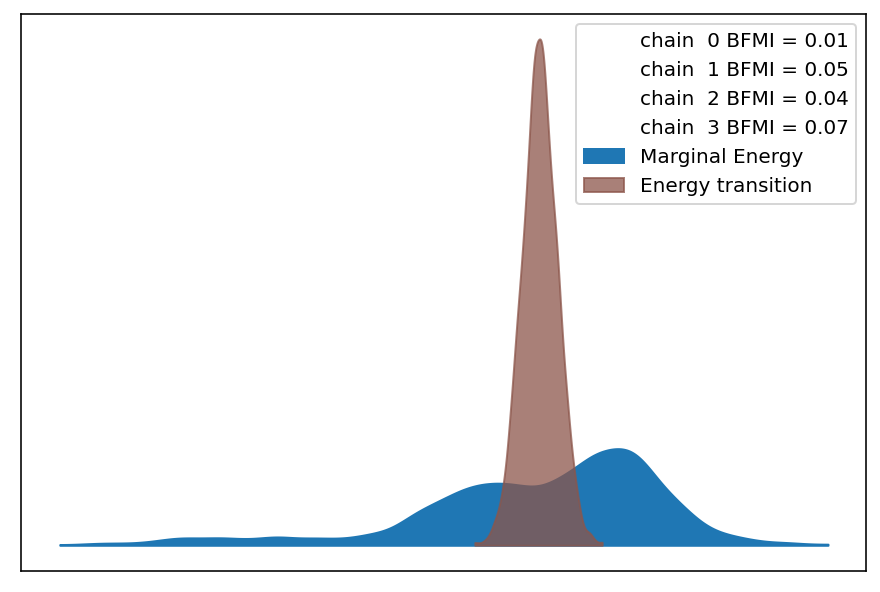 chain  0 BFMI = 0.01
chain  1 BFMI = 0.05
chain  2 BFMI = 0.04
chain  3 BFMI = 0.07
Marginal Energy
Energy transition